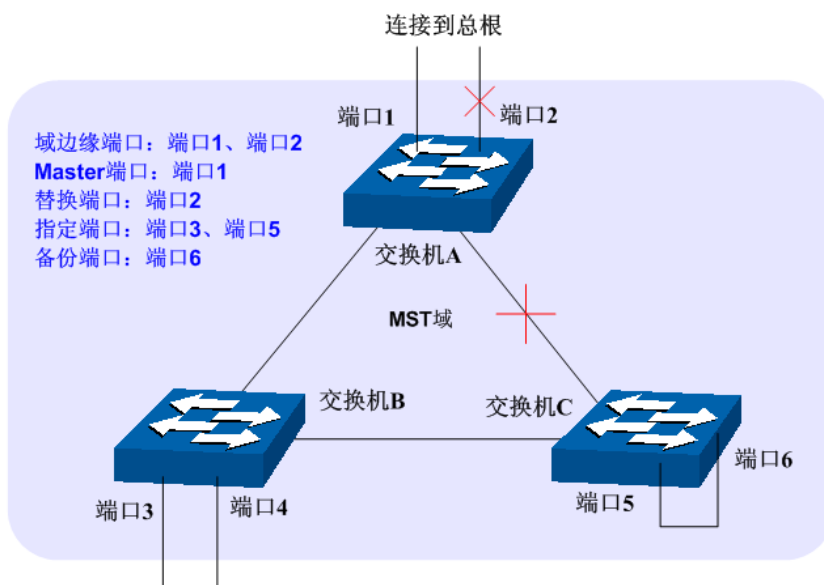 连接到总根
端口1
端口2
域边缘端口：端口1、端口2
Master端口：端口1
替换端口：端口2
指定端口：端口3、端口5
备份端口：端口6
交换机A
MST域
交换机B
交换机C
端口3
端口4
端口5
端口6